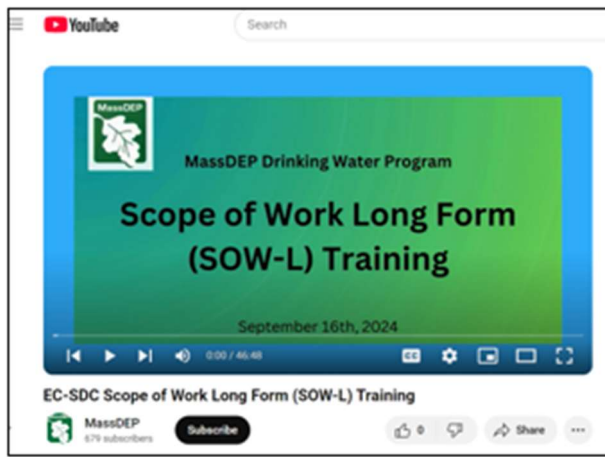 YouTube
Search
MassDEP
MassDEP Drinking Water Program
Scope of Work Long Form
(SOW-L) Training
September 16th, 2024
0:00 / 46:48
CC
EC-SDC Scope of Work Long Form (SOW-L) Training
MassDEP
679 subscribers
Subscribe
0
Share